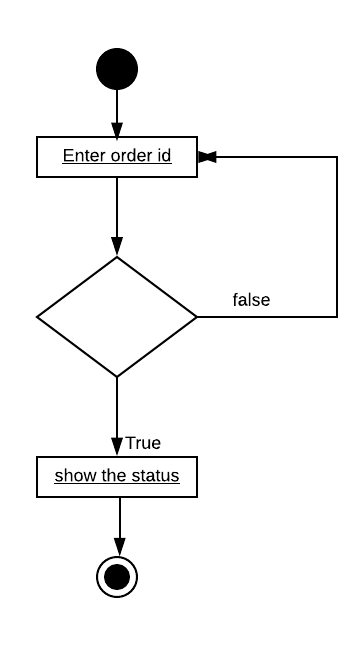 Enter order id
false
True
show the status